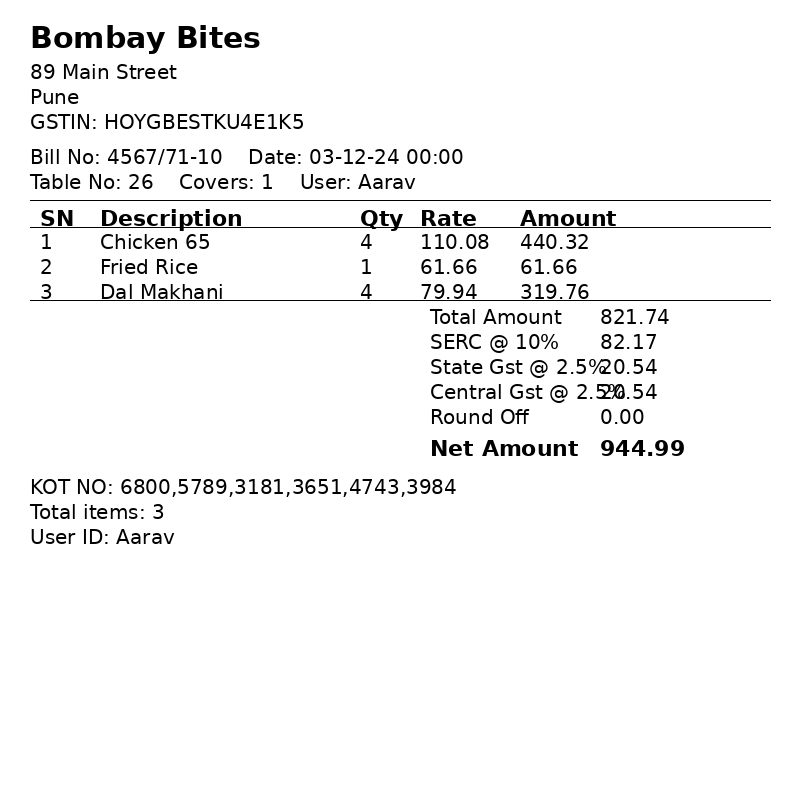 Bombay Bites
89 Main Street
Pune
GSTIN: HOYGBESTKU4E1K5
Bill No: 4567/71-10 Date: 03-12-24 00:00
Table No: 26 Covers: 1 User: Aarav
SN Description Qty Rate Amount
1 Chicken 65 4 110.08 440.32
2 Fried Rice 1 61.66 61.66
3 Dal Makhani 4 79.94 319.76
Total Amount 821.74
SERC @ 10% 82.17
State Gst @ 2.5% 20.54
Central Gst @ 2.5% 20.54
Round Off 0.00
Net Amount 944.99
KOT NO: 6800,5789,3181,3651,4743,3984
Total items: 3
User ID: Aarav